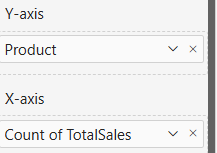 Y-axis
Product
X-axis
Count of TotalSales